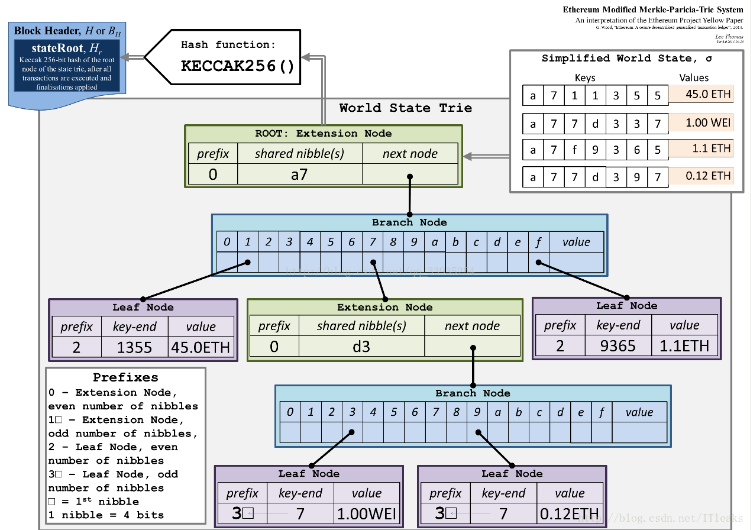 Ethereum Modified Merkle-Paricia-Trie System
An interpretation of the Ethereum Project Yellow Paper
Lee Thomas
Block Header, H or B_H
stateRoot, H_r
Keccak 256-bit hash of the root
node of the state trie, after all
transactions are executed and
finalisations applied
Hash function:
KECCAK256()
Simplified World State, σ
Keys Values
a 7 1 1 3 5 5 45.0 ETH
a 7 7 d 3 3 7 1.00 WEI
a 7 f 9 3 6 5 1.1 ETH
a 7 7 d 3 9 7 0.12 ETH
World State Trie
ROOT: Extension Node
prefix shared nibble(s) next node
0 a7
Branch Node
0 1 2 3 4 5 6 7 8 9 a b c d e f value
Leaf Node
prefix key-end value
2 1355 45.0ETH
Extension Node
prefix shared nibble(s) next node
0 d3
Leaf Node
prefix key-end value
2 9365 1.1ETH
Branch Node
0 1 2 3 4 5 6 7 8 9 a b c d e f value
Leaf Node
prefix key-end value
3□ 7 1.00WEI
Leaf Node
prefix key-end value
3□ 7 0.12ETH
Prefixes
0 - Extension Node,
even number of nibbles
1□ - Extension Node,
odd number of nibbles,
2 - Leaf Node, even
number of nibbles
3□ - Leaf Node, odd
number of nibbles
□ = 1st nibble
1 nibble = 4 bits
blog.csdn.net/ITleaks